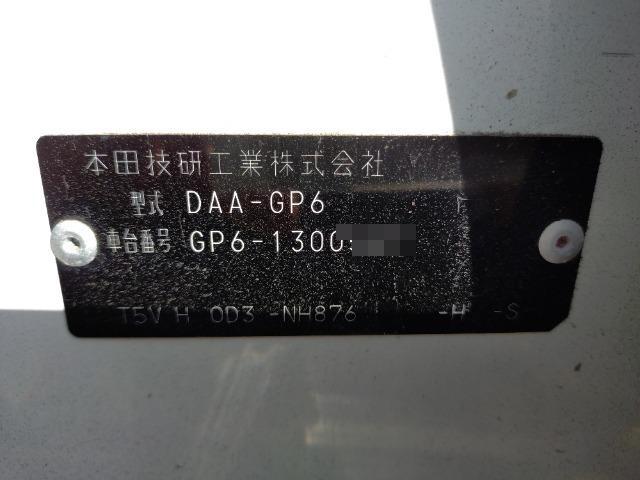 本田技研工業株式会社
型式 DAA-GP6
車台番号 GP6-1300
T5V H 0D3 -NH876 -H -S